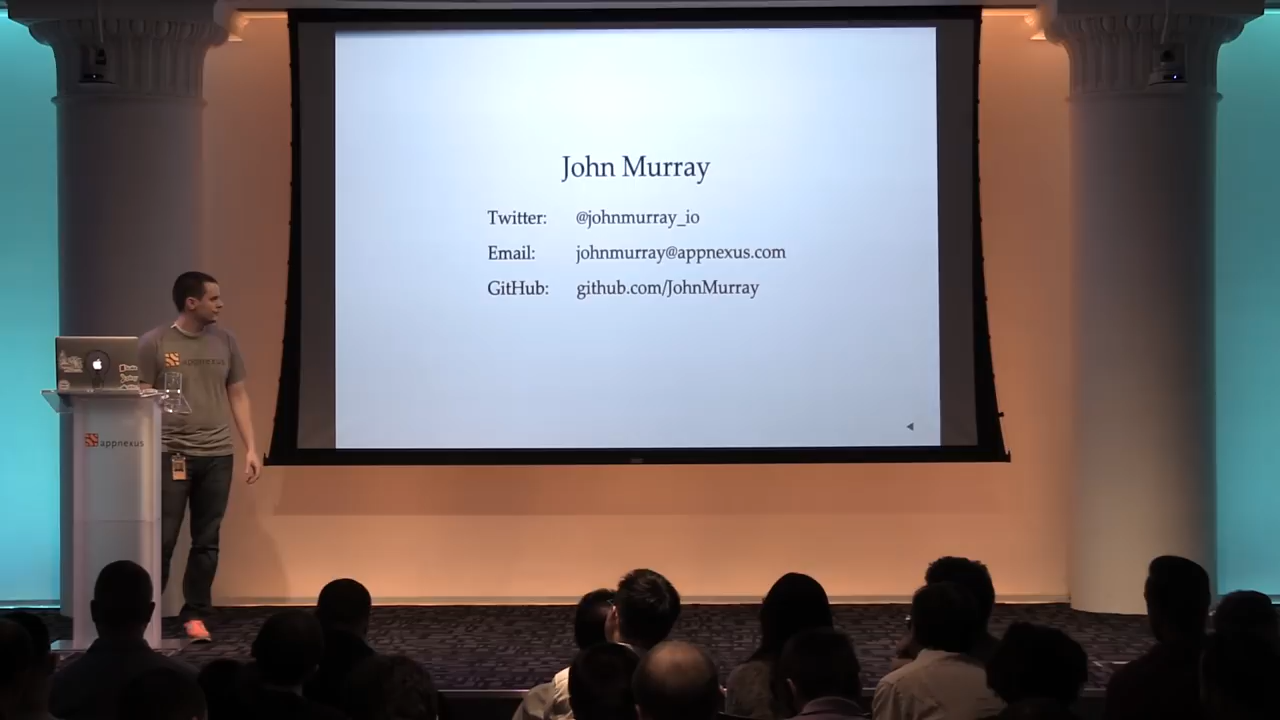 John Murray
Twitter: @johnmurray_io
Email: johnmurray@appnexus.com
GitHub: github.com/JohnMurray
appnexus
appnexus